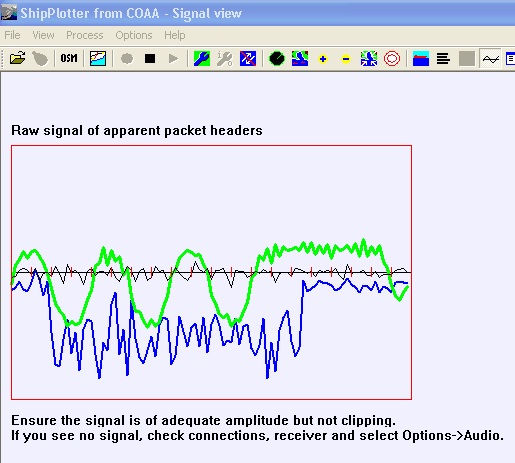 ShipPlotter from COAA - Signal view
File View Process Options Help
OSM
Raw signal of apparent packet headers
Ensure the signal is of adequate amplitude but not clipping.
If you see no signal, check connections, receiver and select Options->Audio.